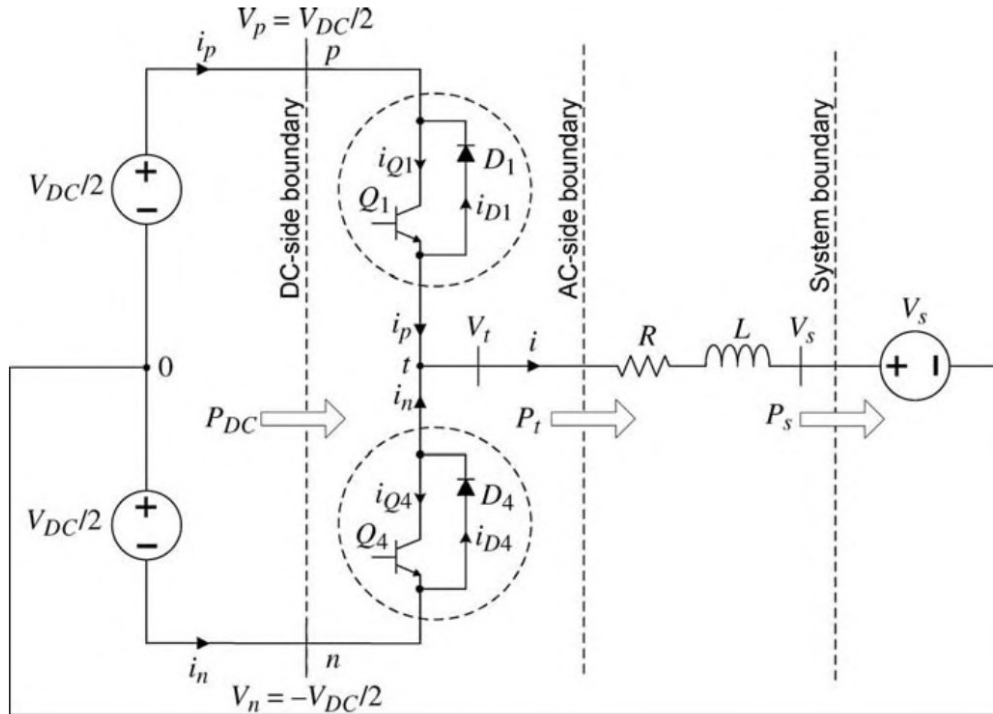 V_p = V_DC/2
i_p
p
DC-side boundary
AC-side boundary
System boundary
i_Q1
D_1
Q_1
i_D1
V_DC/2
+
−
i_p
V_t
i
R
L
V_s
V_s
0
t
+
−
i_n
P_DC
P_t
P_s
i_Q4
D_4
Q_4
i_D4
V_DC/2
+
−
i_n
n
V_n = −V_DC/2